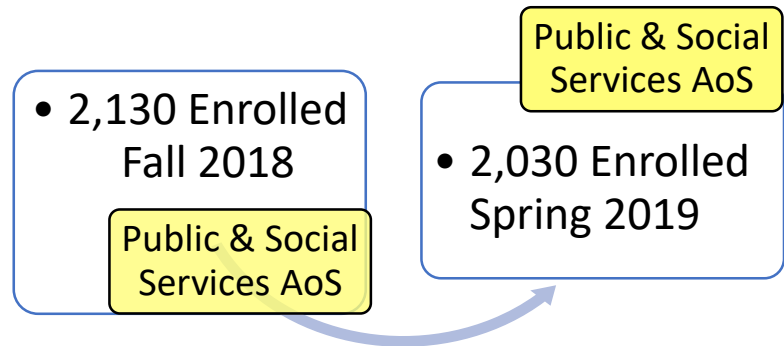 • 2,130 Enrolled
Fall 2018
Public & Social
Services AoS
Public & Social
Services AoS
• 2,030 Enrolled
Spring 2019